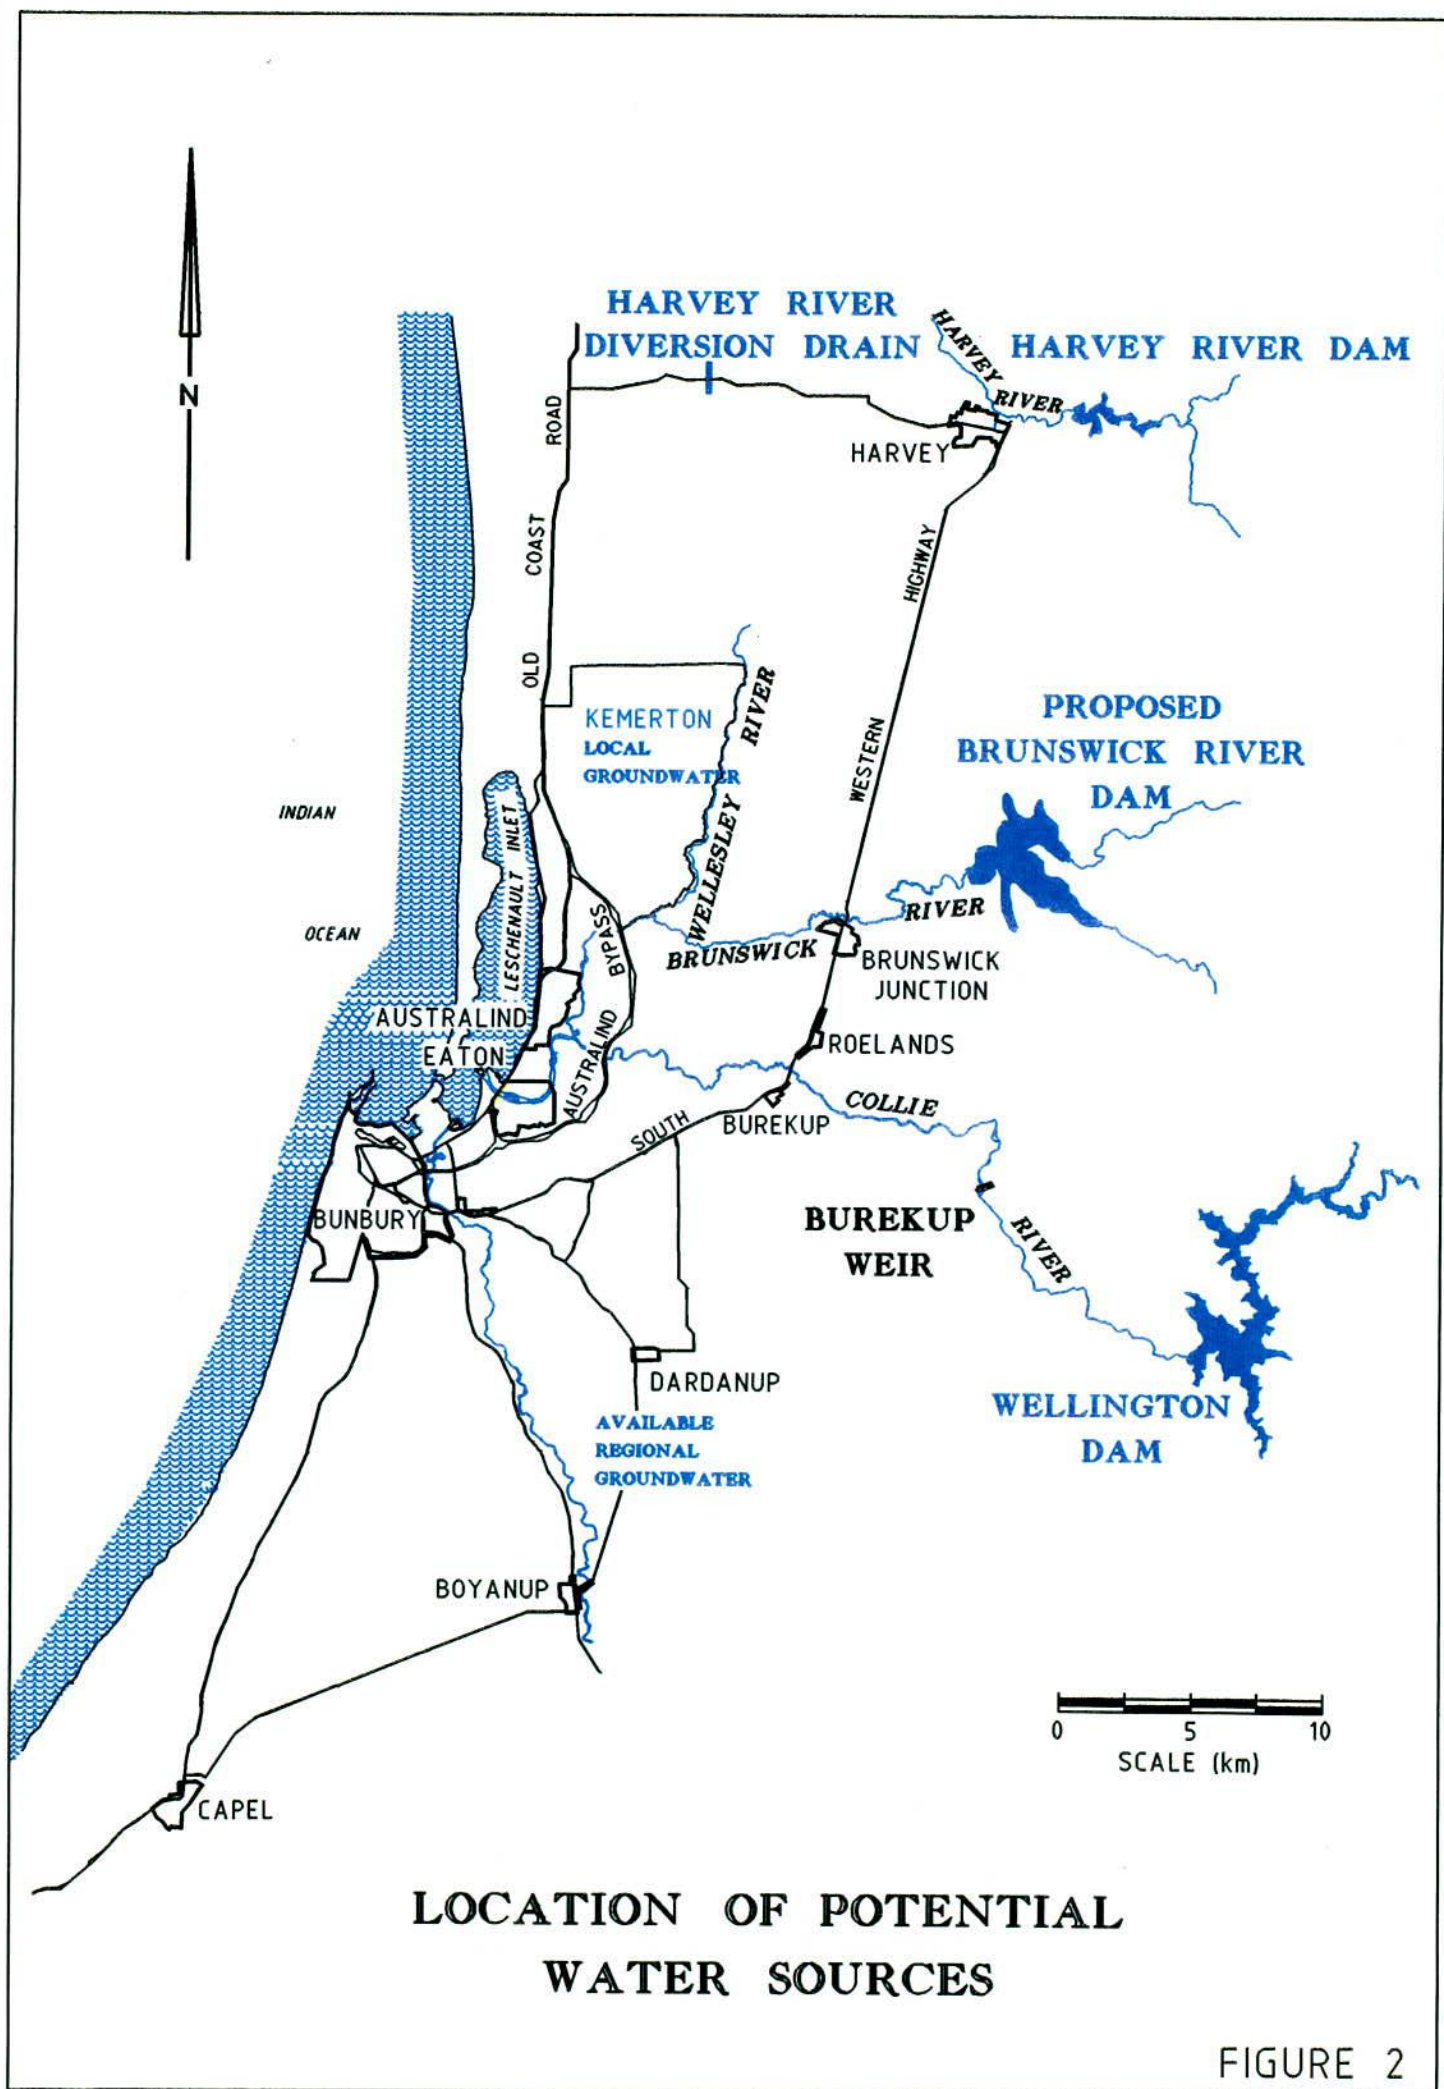 HARVEY RIVER
DIVERSION DRAIN
HARVEY
RIVER
HARVEY RIVER DAM
N
HARVEY
OLD COAST ROAD
SOUTH WESTERN HIGHWAY
KEMERTON
LOCAL
GROUNDWATER
WELLESLEY RIVER
PROPOSED
BRUNSWICK RIVER
DAM
INDIAN
OCEAN
LESCHENAULT INLET
BRUNSWICK RIVER
BRUNSWICK
JUNCTION
AUSTRALIND BYPASS
AUSTRALIND
EATON
ROELANDS
COLLIE RIVER
BUREKUP
BUNBURY
BUREKUP
WEIR
DARDANUP
WELLINGTON
DAM
AVAILABLE
REGIONAL
GROUNDWATER
BOYANUP
0 5 10
SCALE (km)
CAPEL
LOCATION OF POTENTIAL
WATER SOURCES
FIGURE 2